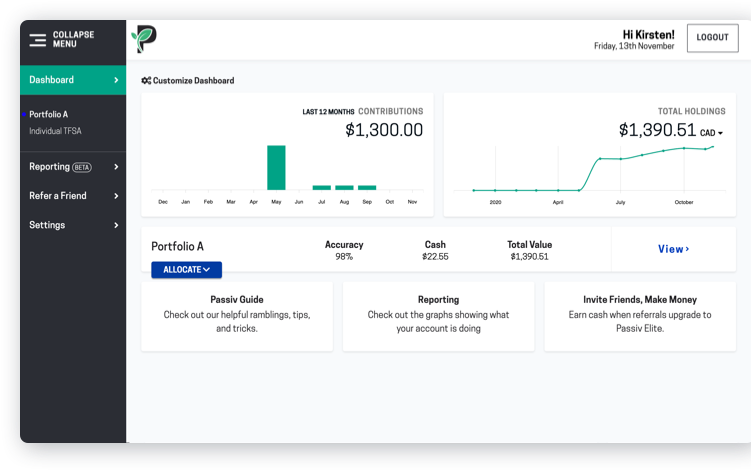 COLLAPSE
MENU
Hi Kirsten!
Friday, 13th November
LOGOUT
Dashboard
Portfolio A
Individual TFSA
Reporting BETA
Refer a Friend
Settings
Customize Dashboard
LAST 12 MONTHS CONTRIBUTIONS
$1,300.00
Dec Jan Feb Mar Apr May Jun Jul Aug Sep Oct Nov
TOTAL HOLDINGS
$1,390.51 CAD
2020 April July October
Portfolio A
ALLOCATE
Accuracy
98%
Cash
$22.55
Total Value
$1,390.51
View
Passiv Guide
Check out our helpful ramblings, tips,
and tricks.
Reporting
Check out the graphs showing what
your account is doing
Invite Friends, Make Money
Earn cash when referrals upgrade to
Passiv Elite.